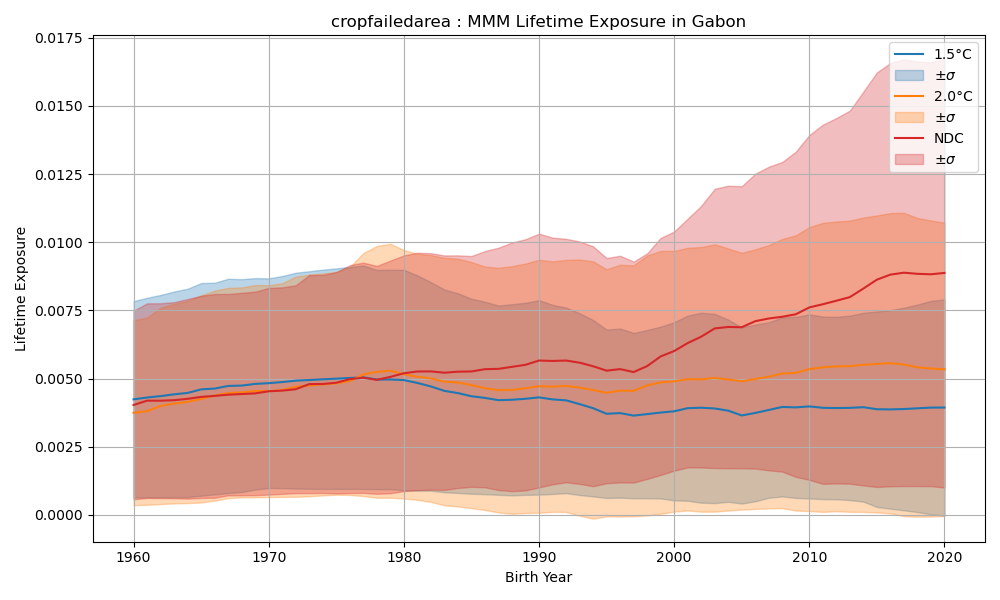 cropfailedarea : MMM Lifetime Exposure in Gabon
0.0175
0.0150
0.0125
0.0100
0.0075
0.0050
0.0025
0.0000
Lifetime Exposure
1.5°C
±σ
2.0°C
±σ
NDC
±σ
1960 1970 1980 1990 2000 2010 2020
Birth Year